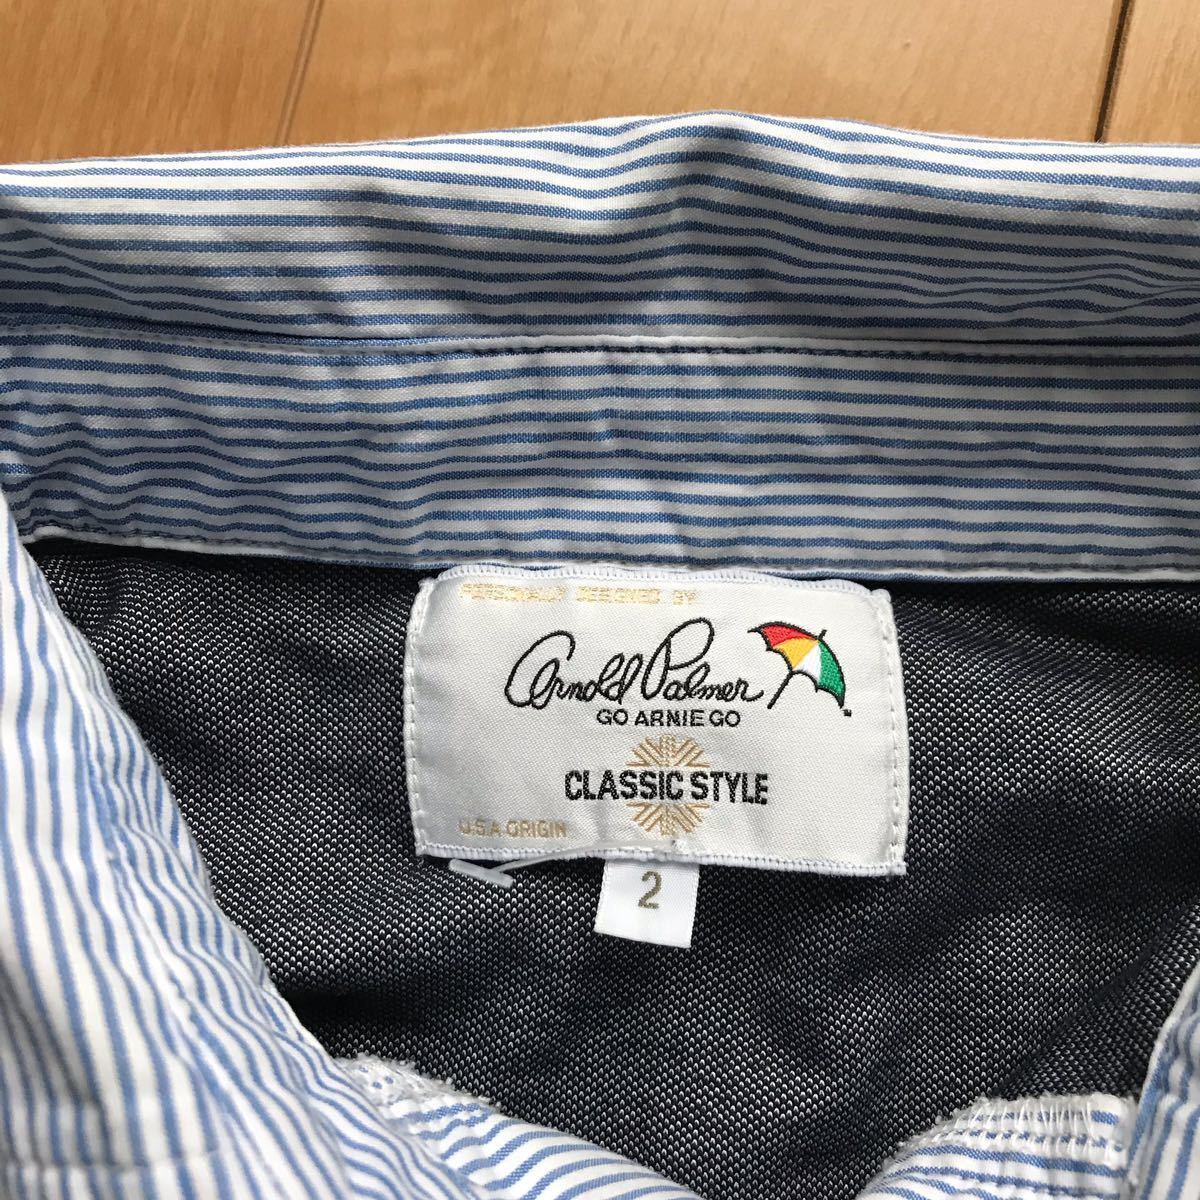 PERSONALLY DESIGNED BY
Arnold Palmer
GO ARNIE GO
CLASSIC STYLE
U.S.A. ORIGIN
2